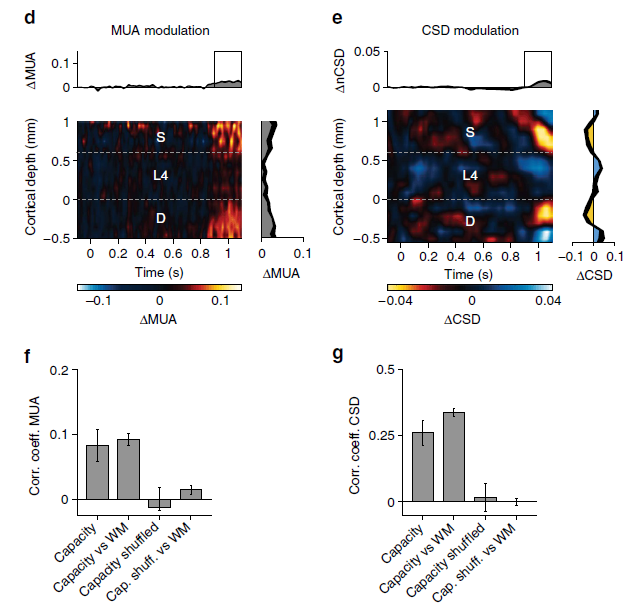 d
MUA modulation
ΔMUA
0.1
0
Cortical depth (mm)
1
0.5
0
−0.5
S
L4
D
0 0.2 0.4 0.6 0.8 1
Time (s)
0 0.1
ΔMUA
−0.1 0 0.1
ΔMUA
e
CSD modulation
ΔnCSD
0.05
0
Cortical depth (mm)
1
0.5
0
−0.5
S
L4
D
0 0.2 0.4 0.6 0.8 1
Time (s)
−0.1 0 0.1
ΔCSD
−0.04 0 0.04
ΔCSD
f
Corr. coeff. MUA
0.2
0.1
0
Capacity
Capacity vs WM
Capacity shuffled
Cap. shuff. vs WM
g
Corr. coeff. CSD
0.5
0.25
0
Capacity
Capacity vs WM
Capacity shuffled
Cap. shuff. vs WM